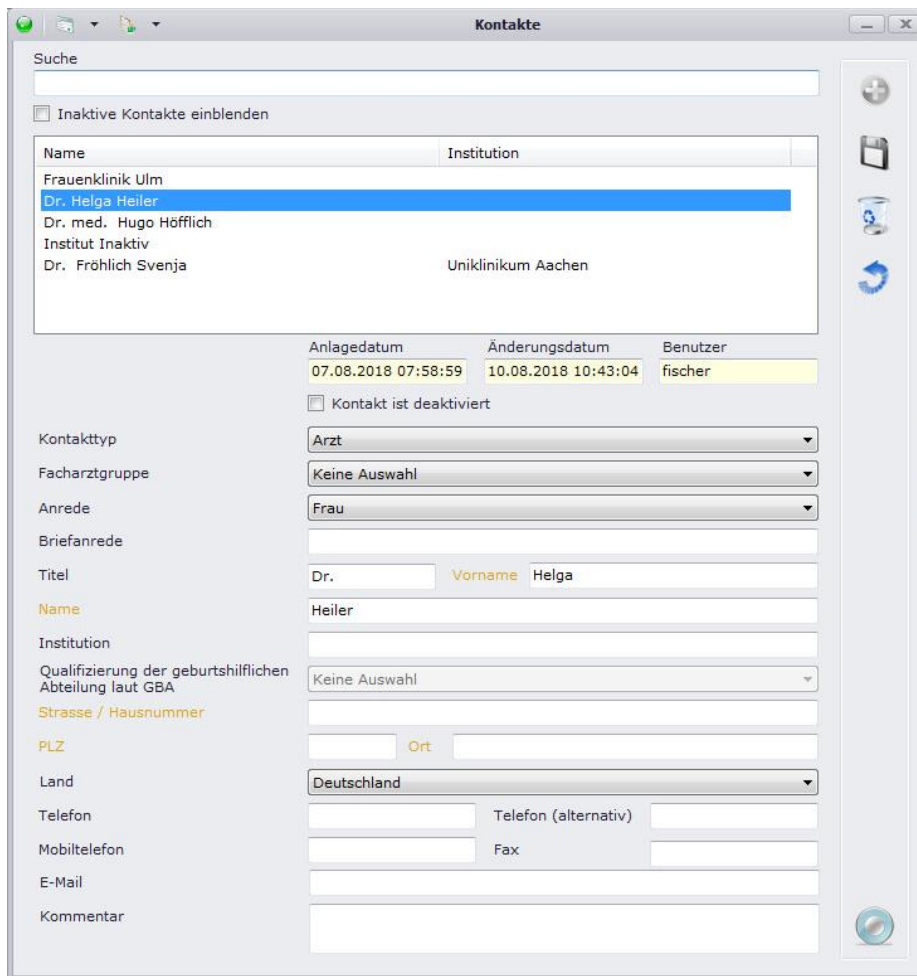 Kontakte
Suche
Inaktive Kontakte einblenden
Name Institution
Frauenklinik Ulm
Dr. Helga Heiler
Dr. med. Hugo Höfflich
Institut Inaktiv
Dr. Fröhlich Svenja Uniklinikum Aachen
Anlagedatum Änderungsdatum Benutzer
07.08.2018 07:58:59 10.08.2018 10:43:04 fischer
Kontakt ist deaktiviert
Kontakttyp Arzt
Facharztgruppe Keine Auswahl
Anrede Frau
Briefanrede
Titel Dr. Vorname Helga
Name Heiler
Institution
Qualifizierung der geburtshilflichen
Abteilung laut GBA Keine Auswahl
Strasse / Hausnummer
PLZ Ort
Land Deutschland
Telefon Telefon (alternativ)
Mobiltelefon Fax
E-Mail
Kommentar